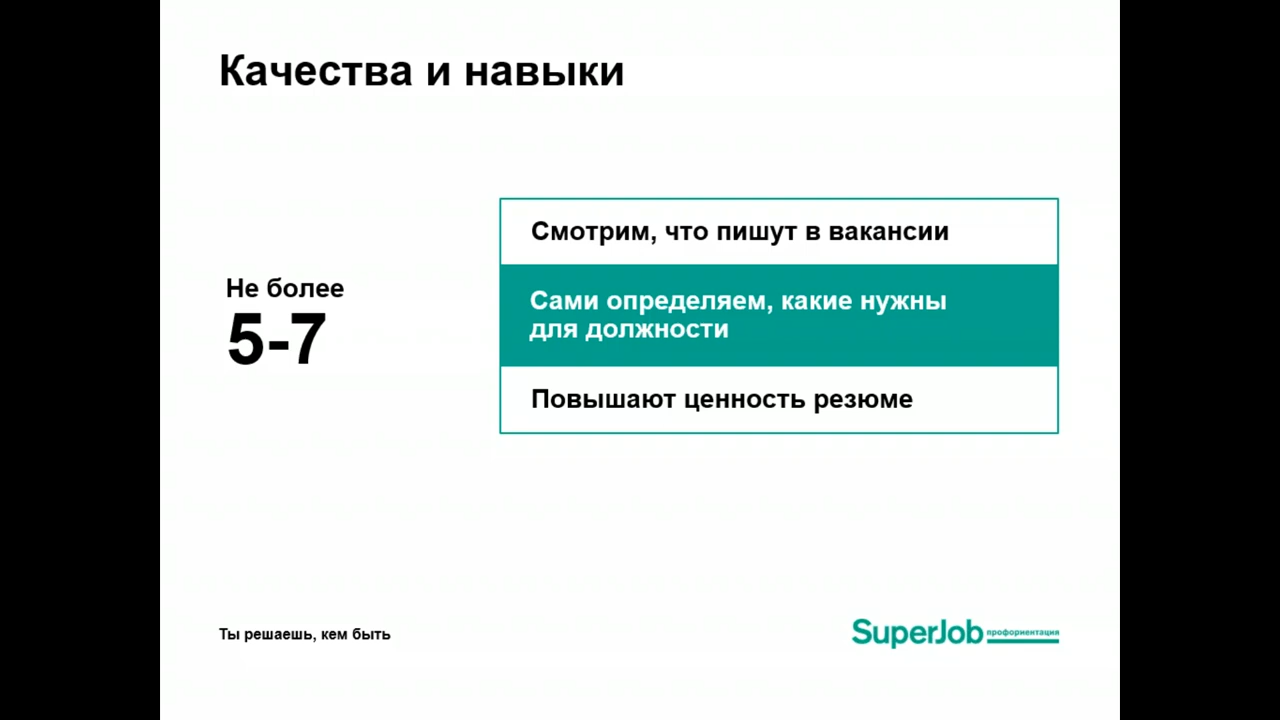 Качества и навыки
Не более
5-7
Смотрим, что пишут в вакансии
Сами определяем, какие нужны
для должности
Повышают ценность резюме
Ты решаешь, кем быть
SuperJob профориентация